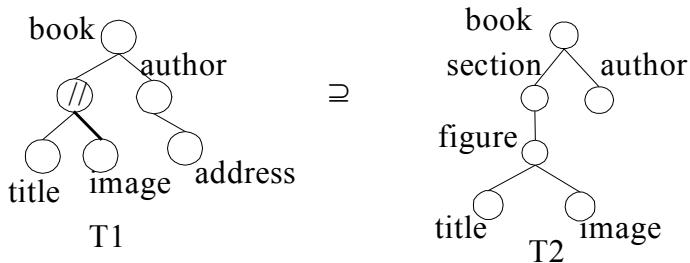 book
author
//
title
image
address
T1
⊇
book
section
author
figure
title
image
T2